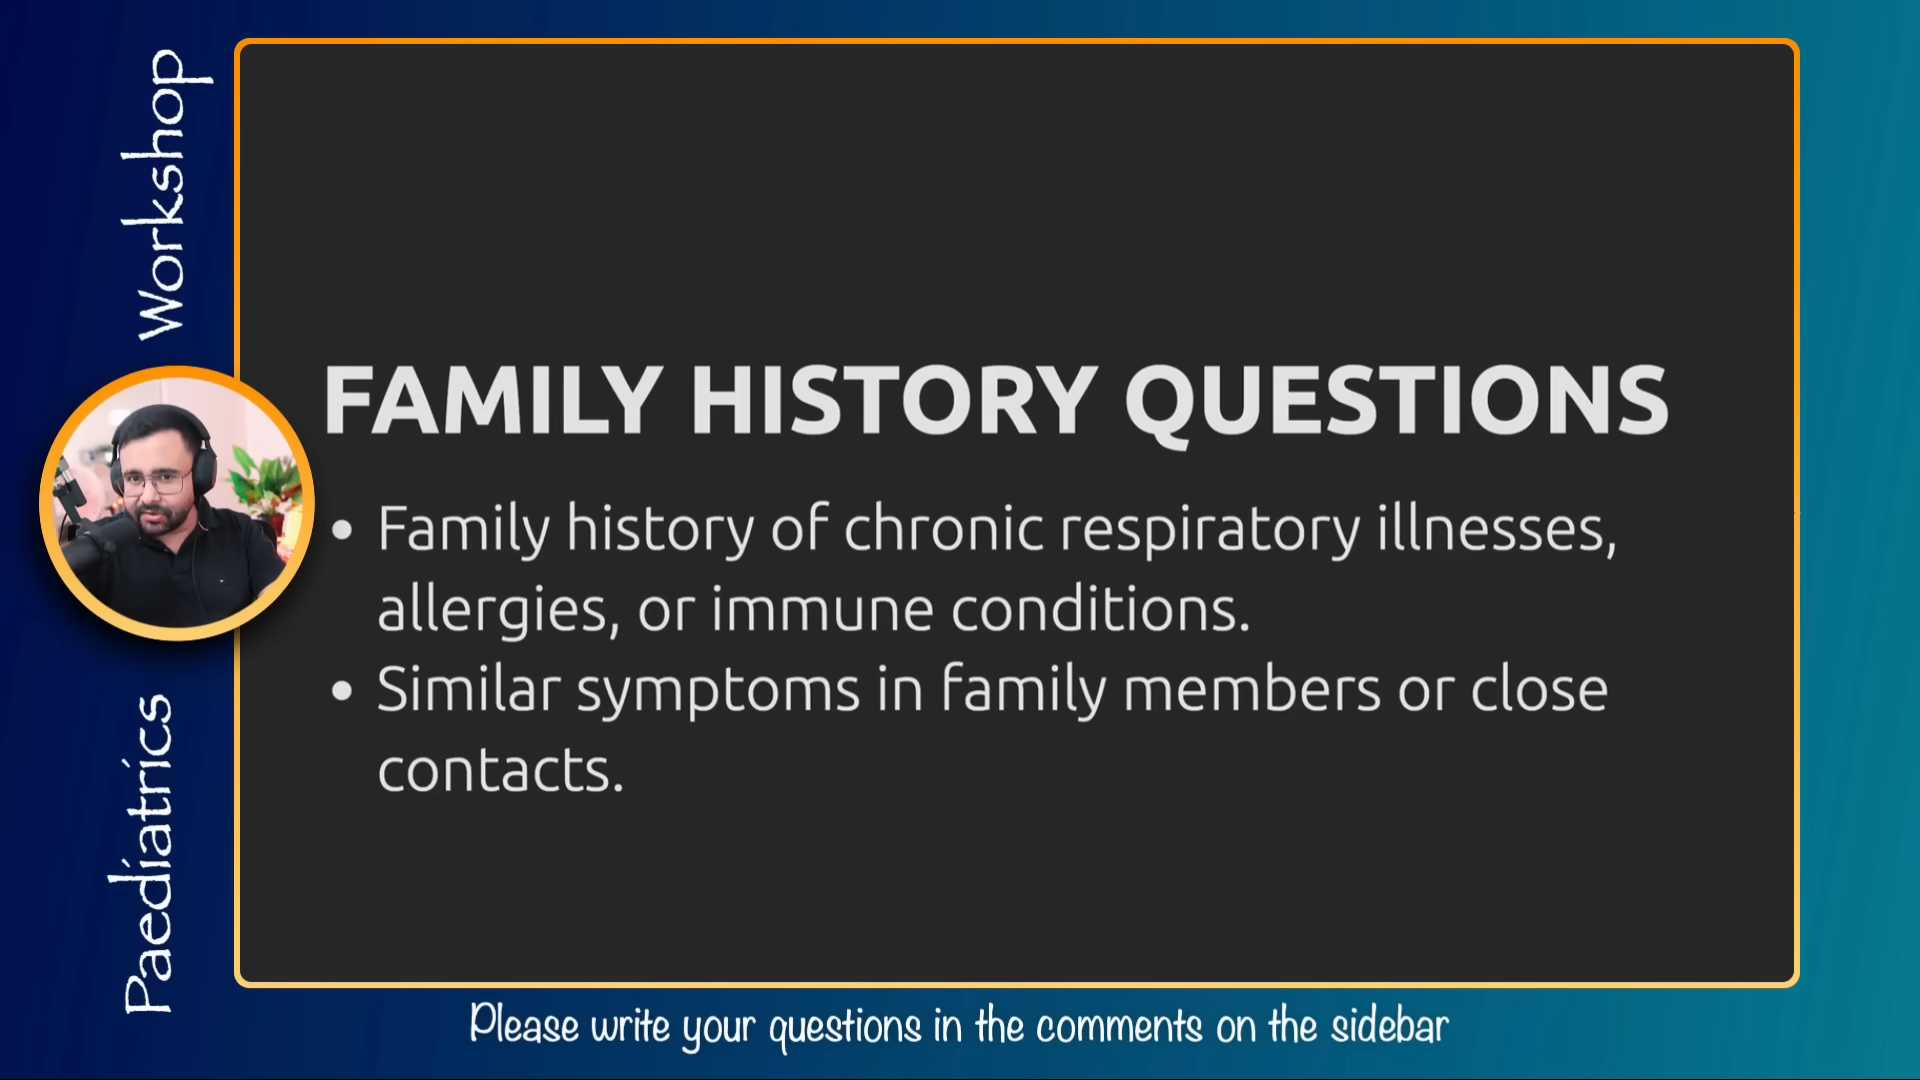 Workshop
Paediatrics
FAMILY HISTORY QUESTIONS
• Family history of chronic respiratory illnesses,
allergies, or immune conditions.
• Similar symptoms in family members or close
contacts.
Please write your questions in the comments on the sidebar